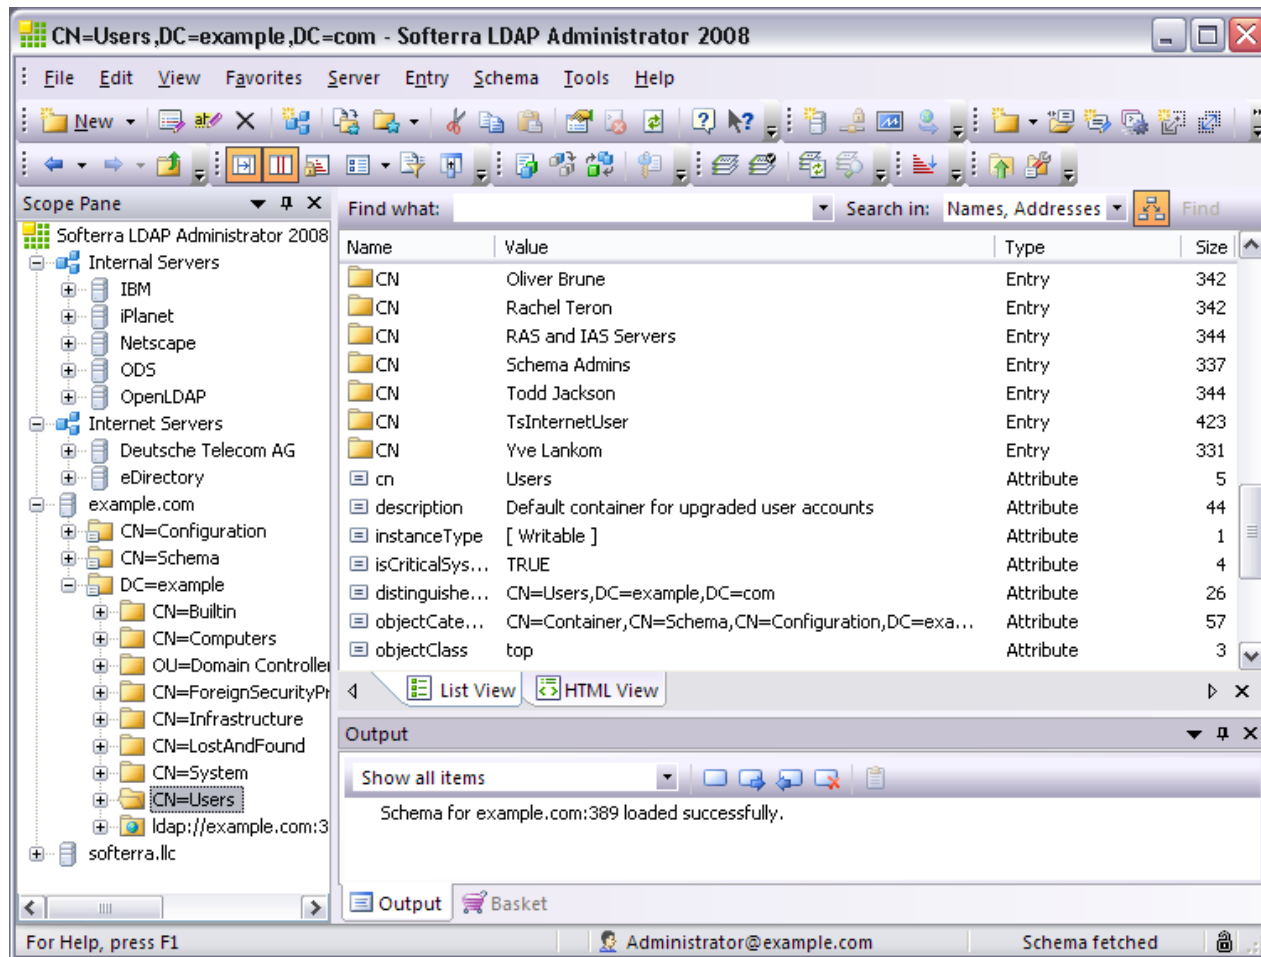 CN=Users,DC=example,DC=com - Softerra LDAP Administrator 2008
File Edit View Favorites Server Entry Schema Tools Help
New
Scope Pane
Softerra LDAP Administrator 2008
Internal Servers
IBM
iPlanet
Netscape
ODS
OpenLDAP
Internet Servers
Deutsche Telecom AG
eDirectory
example.com
CN=Configuration
CN=Schema
DC=example
CN=Builtin
CN=Computers
OU=Domain Controller
CN=ForeignSecurityPr
CN=Infrastructure
CN=LostAndFound
CN=System
CN=Users
ldap://example.com:3
softerra.llc
Find what: Search in: Names, Addresses Find
Name Value Type Size
CN Oliver Brune Entry 342
CN Rachel Teron Entry 342
CN RAS and IAS Servers Entry 344
CN Schema Admins Entry 337
CN Todd Jackson Entry 344
CN TsInternetUser Entry 423
CN Yve Lankom Entry 331
cn Users Attribute 5
description Default container for upgraded user accounts Attribute 44
instanceType [ Writable ] Attribute 1
isCriticalSys... TRUE Attribute 4
distinguishe... CN=Users,DC=example,DC=com Attribute 26
objectCate... CN=Container,CN=Schema,CN=Configuration,DC=exa... Attribute 57
objectClass top Attribute 3
List View HTML View
Output
Show all items
Schema for example.com:389 loaded successfully.
Output Basket
For Help, press F1 Administrator@example.com Schema fetched